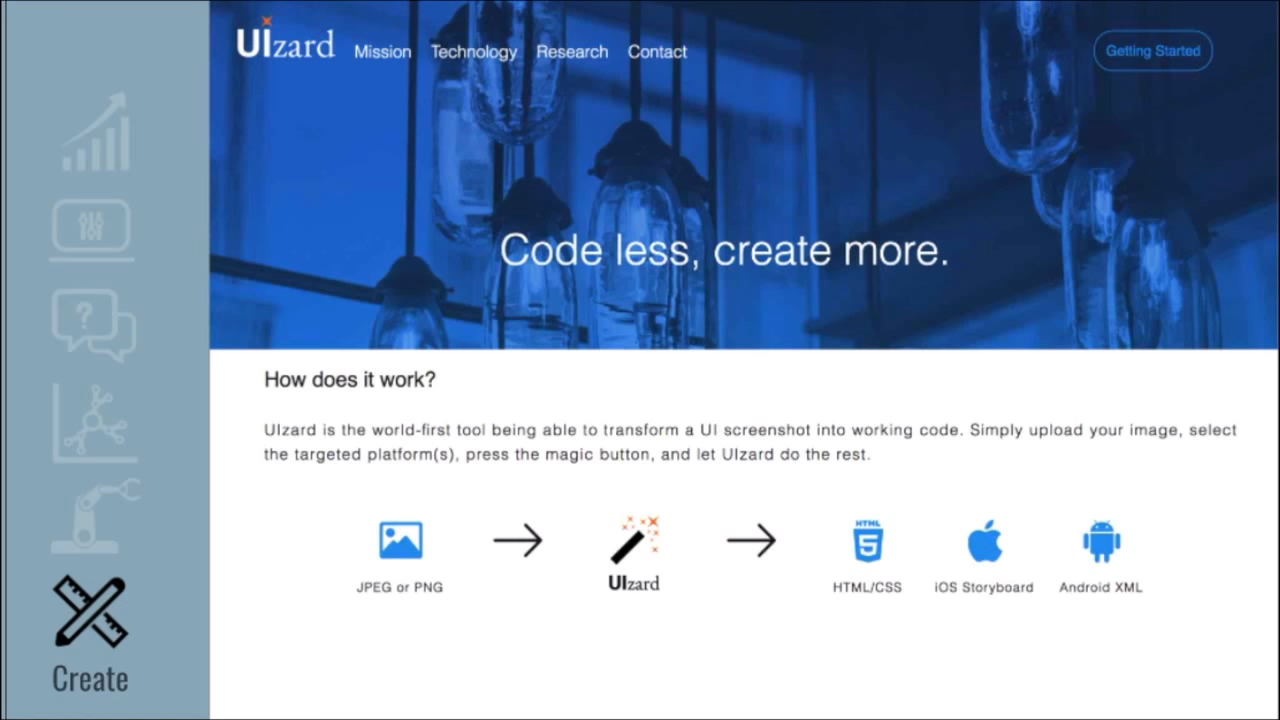 UIzard
Mission Technology Research Contact
Getting Started
Code less, create more.
How does it work?
UIzard is the world-first tool being able to transform a UI screenshot into working code. Simply upload your image, select
the targeted platform(s), press the magic button, and let UIzard do the rest.
?
HTML
5
UIzard
JPEG or PNG
HTML/CSS
iOS Storyboard
Android XML
Create